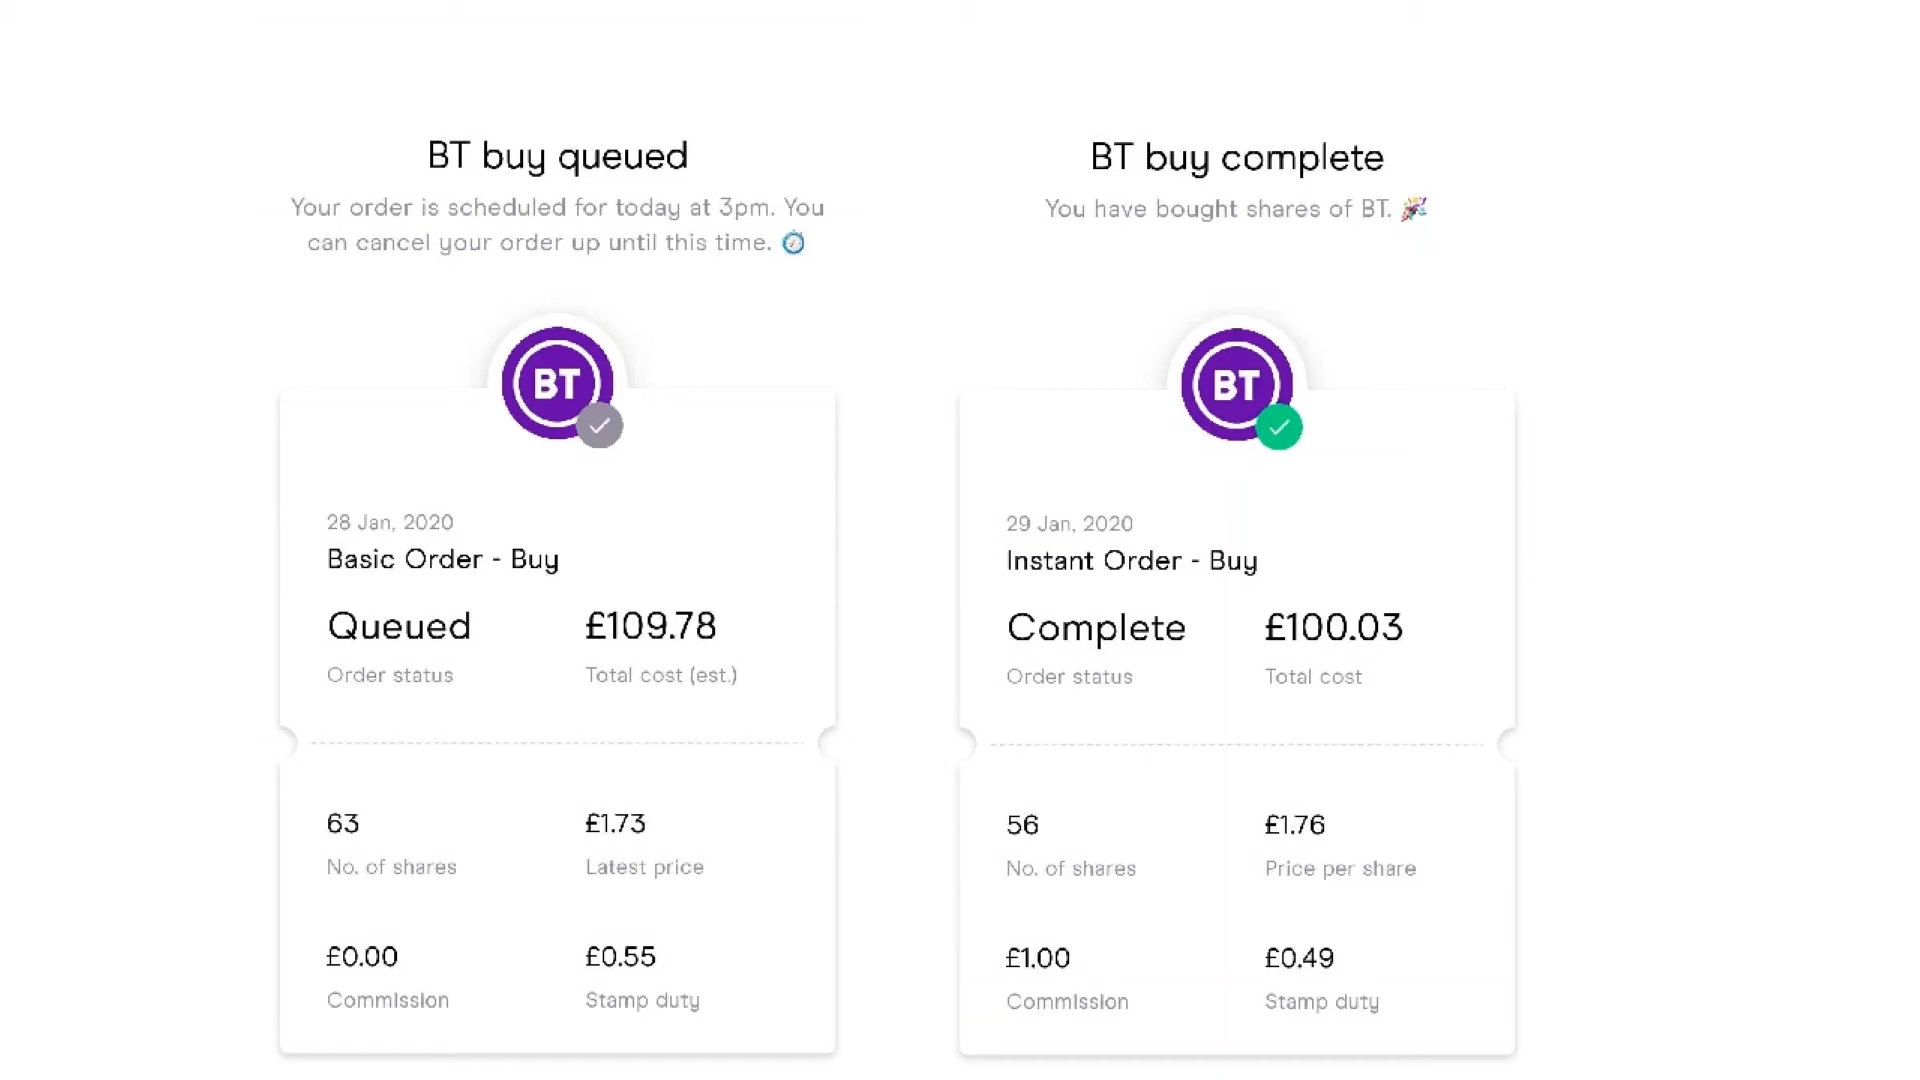 BT buy queued
Your order is scheduled for today at 3pm. You
can cancel your order up until this time.
BT
28 Jan, 2020
Basic Order - Buy
Queued £109.78
Order status Total cost (est.)
63 £1.73
No. of shares Latest price
£0.00 £0.55
Commission Stamp duty
BT buy complete
You have bought shares of BT.
BT
29 Jan, 2020
Instant Order - Buy
Complete £100.03
Order status Total cost
56 £1.76
No. of shares Price per share
£1.00 £0.49
Commission Stamp duty